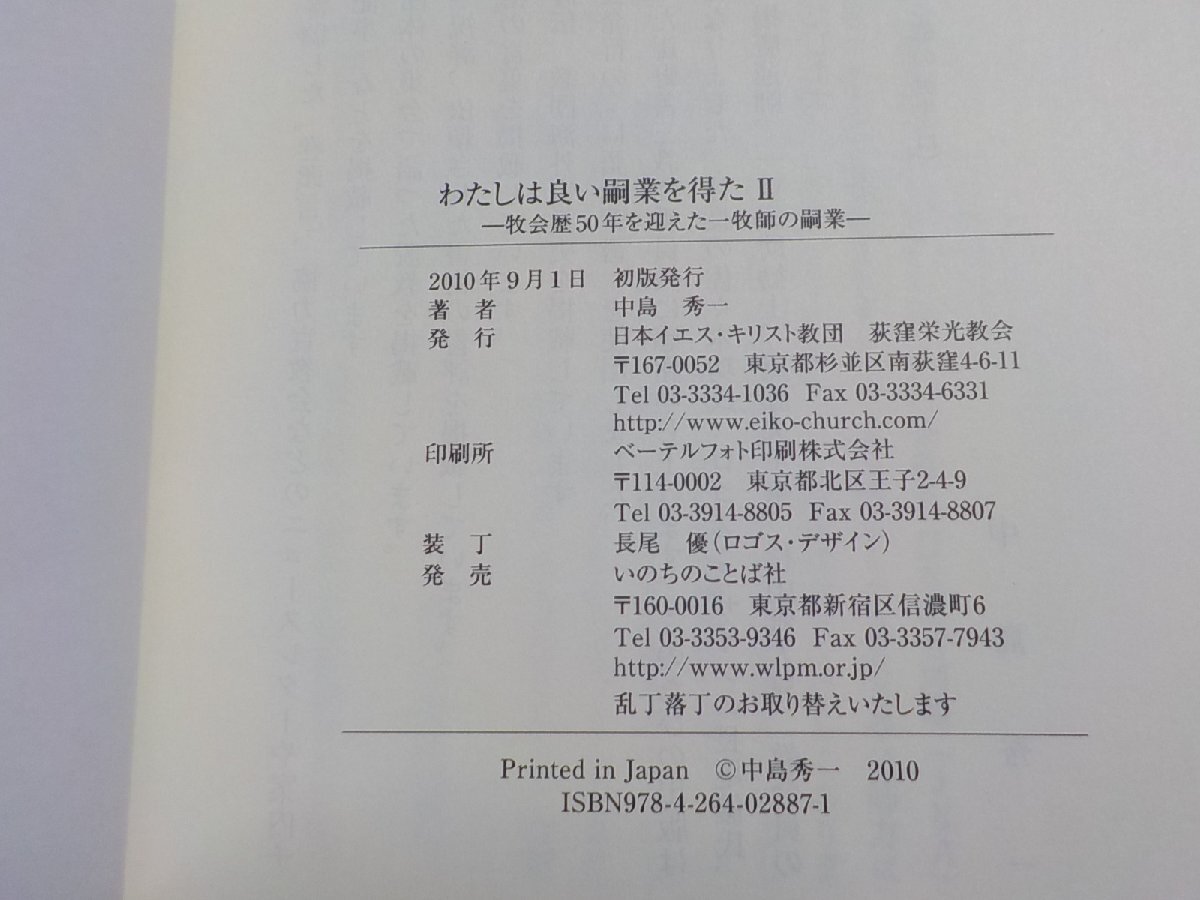 わたしは良い嗣業を得た II
―牧会歴50年を迎えた一牧師の嗣業―
2010年9月1日 初版発行
著 者 中島 秀一
発 行 日本イエス・キリスト教団 荻窪栄光教会
〒167-0052 東京都杉並区南荻窪4-6-11
Tel 03-3334-1036 Fax 03-3334-6331
http://www.eiko-church.com/
印刷所 ベーテルフォト印刷株式会社
〒114-0002 東京都北区王子2-4-9
Tel 03-3914-8805 Fax 03-3914-8807
装 丁 長尾 優（ロゴス・デザイン）
発 売 いのちのことば社
〒160-0016 東京都新宿区信濃町6
Tel 03-3353-9346 Fax 03-3357-7943
http://www.wlpm.or.jp/
乱丁落丁のお取り替えいたします
Printed in Japan ©中島秀一 2010
ISBN978-4-264-02887-1